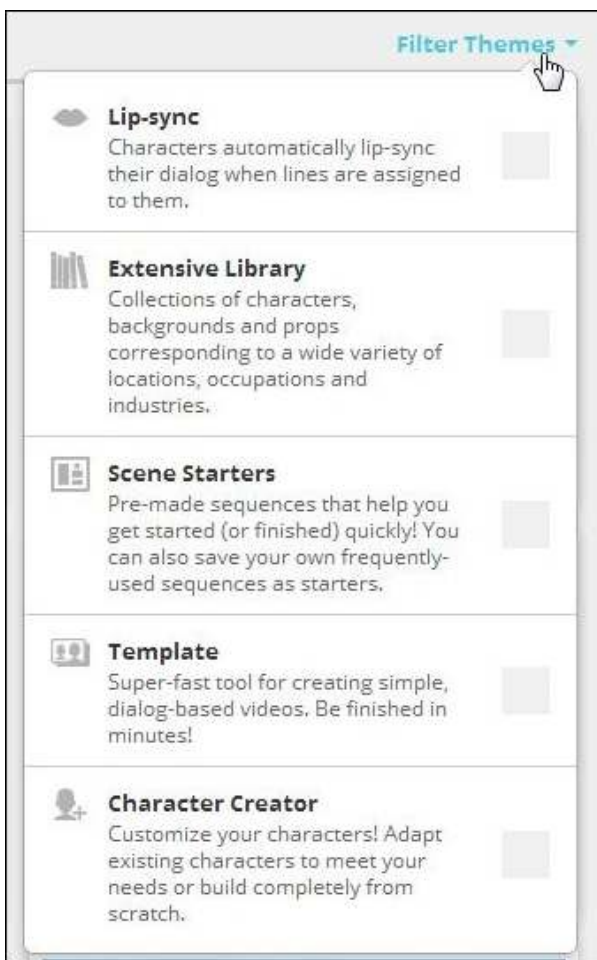 Filter Themes
Lip-sync
Characters automatically lip-sync
their dialog when lines are assigned
to them.
Extensive Library
Collections of characters,
backgrounds and props
corresponding to a wide variety of
locations, occupations and
industries.
Scene Starters
Pre-made sequences that help you
get started (or finished) quickly! You
can also save your own frequently-
used sequences as starters.
Template
Super-fast tool for creating simple,
dialog-based videos. Be finished in
minutes!
Character Creator
Customize your characters! Adapt
existing characters to meet your
needs or build completely from
scratch.